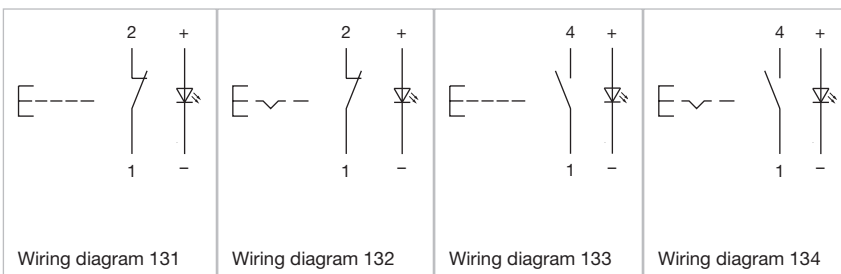 2 + 2 + 4 + 4 +
1 − 1 − 1 − 1 −
Wiring diagram 131 Wiring diagram 132 Wiring diagram 133 Wiring diagram 134